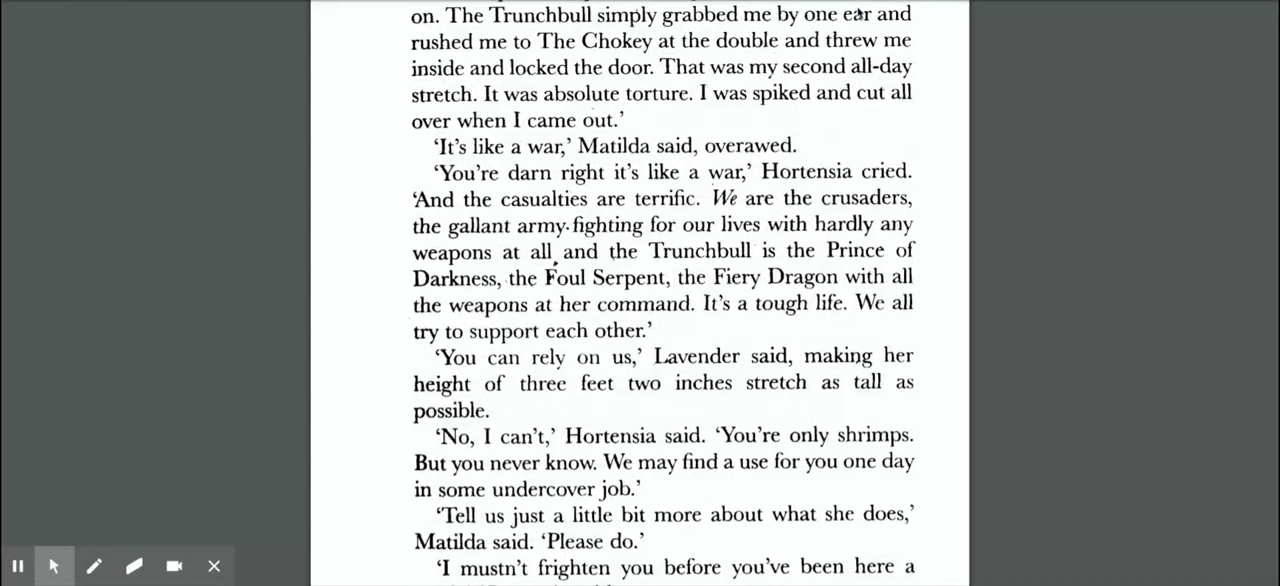 on. The Trunchbull simply grabbed me by one ear and
rushed me to The Chokey at the double and threw me
inside and locked the door. That was my second all-day
stretch. It was absolute torture. I was spiked and cut all
over when I came out.’
‘It’s like a war,’ Matilda said, overawed.
‘You’re darn right it’s like a war,’ Hortensia cried.
‘And the casualties are terrific. We are the crusaders,
the gallant army fighting for our lives with hardly any
weapons at all and the Trunchbull is the Prince of
Darkness, the Foul Serpent, the Fiery Dragon with all
the weapons at her command. It’s a tough life. We all
try to support each other.’
‘You can rely on us,’ Lavender said, making her
height of three feet two inches stretch as tall as
possible.
‘No, I can’t,’ Hortensia said. ‘You’re only shrimps.
But you never know. We may find a use for you one day
in some undercover job.’
‘Tell us just a little bit more about what she does,’
Matilda said. ‘Please do.’
‘I mustn’t frighten you before you’ve been here a